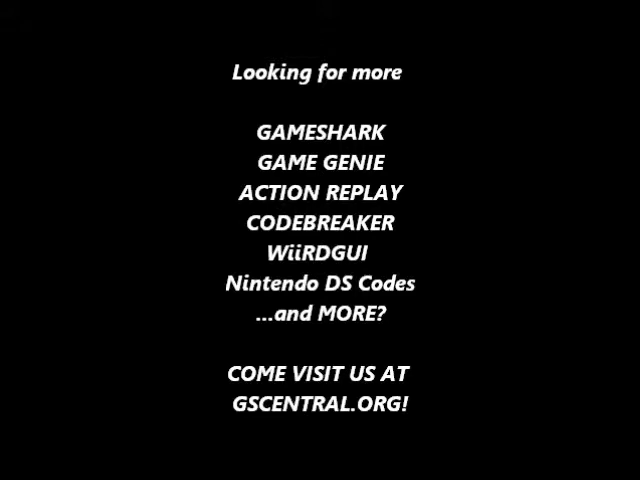 Looking for more
GAMESHARK
GAME GENIE
ACTION REPLAY
CODEBREAKER
WiiRDGUI
Nintendo DS Codes
...and MORE?
COME VISIT US AT
GSCENTRAL.ORG!